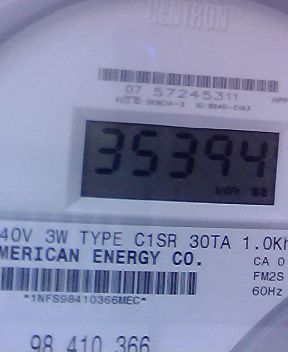 CENTRON
07 57245311
35394
kWh
40V 3W TYPE C1SR 30TA 1.0Kh
MERICAN ENERGY CO.
CA 0
FM2S
60Hz
*1NFS98410366MEC*
98 410 366